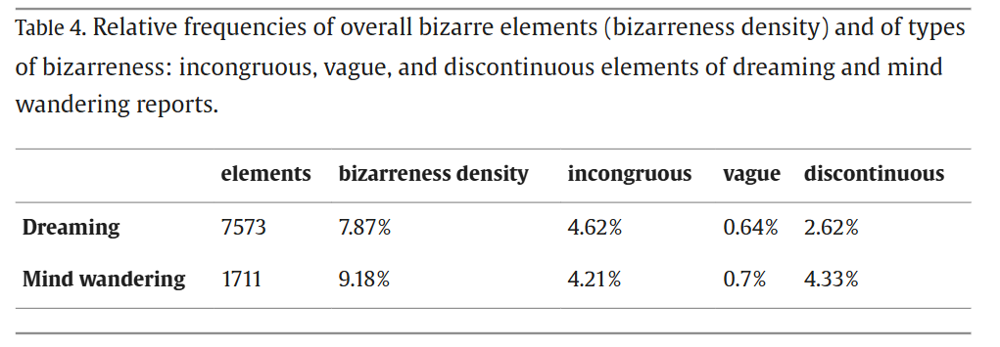 Table 4. Relative frequencies of overall bizarre elements (bizarreness density) and of types
of bizarreness: incongruous, vague, and discontinuous elements of dreaming and mind
wandering reports.
elements bizarreness density incongruous vague discontinuous
Dreaming 7573 7.87% 4.62% 0.64% 2.62%
Mind wandering 1711 9.18% 4.21% 0.7% 4.33%